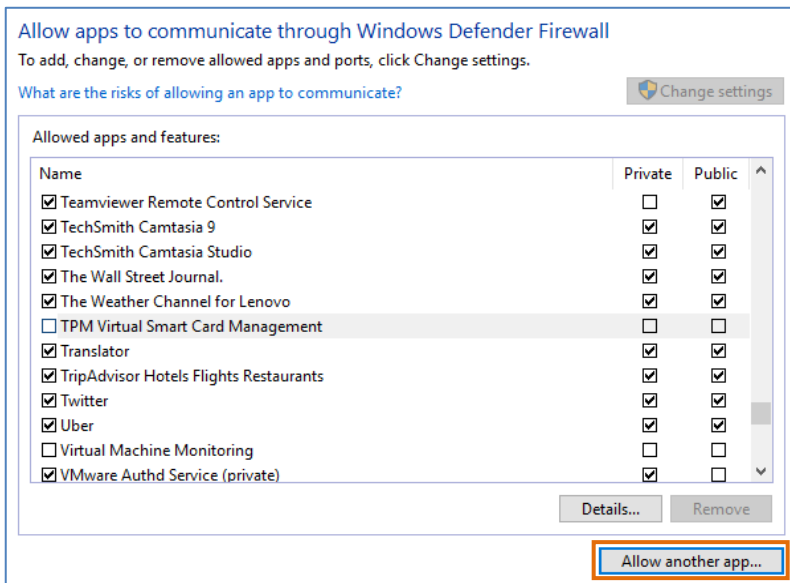 Allow apps to communicate through Windows Defender Firewall
To add, change, or remove allowed apps and ports, click Change settings.
What are the risks of allowing an app to communicate?
Change settings
Allowed apps and features:
Name Private Public
Teamviewer Remote Control Service
TechSmith Camtasia 9
TechSmith Camtasia Studio
The Wall Street Journal.
The Weather Channel for Lenovo
TPM Virtual Smart Card Management
Translator
TripAdvisor Hotels Flights Restaurants
Twitter
Uber
Virtual Machine Monitoring
VMware Authd Service (private)
Details... Remove
Allow another app...